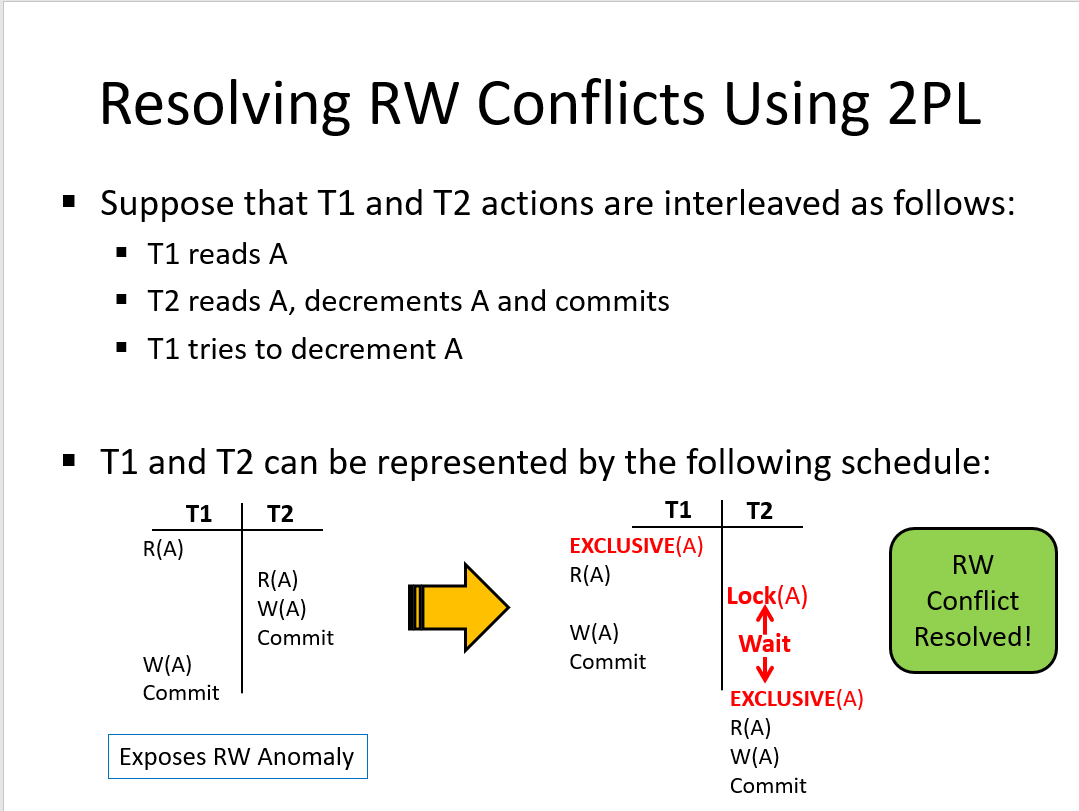 Resolving RW Conflicts Using 2PL
▪ Suppose that T1 and T2 actions are interleaved as follows:
▪ T1 reads A
▪ T2 reads A, decrements A and commits
▪ T1 tries to decrement A
▪ T1 and T2 can be represented by the following schedule:
T1 T2
R(A)
R(A)
W(A)
Commit
W(A)
Commit
Exposes RW Anomaly
T1 T2
EXCLUSIVE(A)
R(A)
Lock(A)
W(A)
Wait
Commit
EXCLUSIVE(A)
R(A)
W(A)
Commit
RW
Conflict
Resolved!